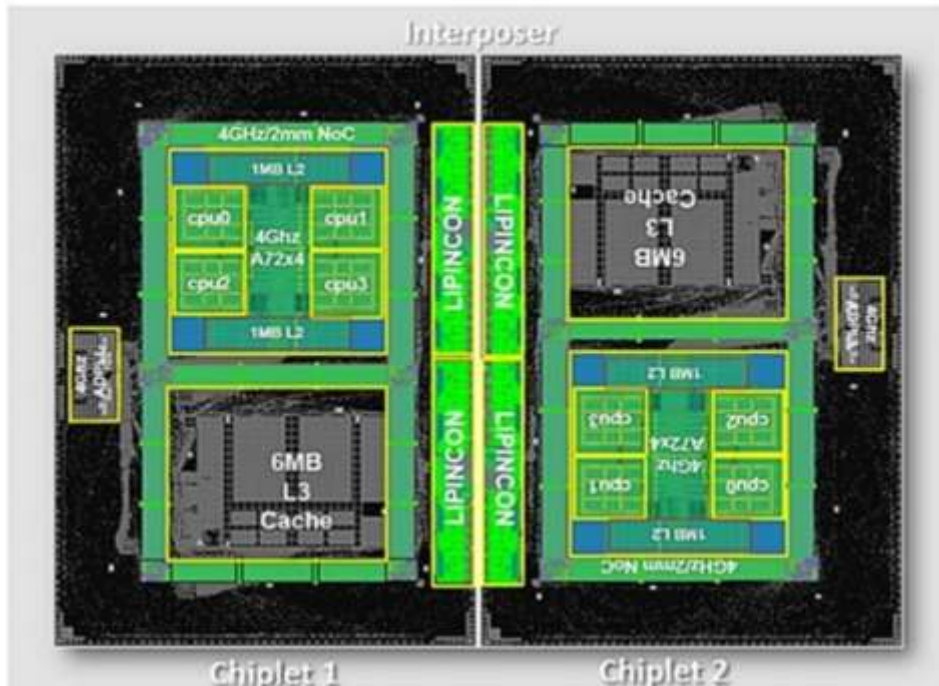 Interposer
4GHz/2mm NoC
1MB L2
cpu0
cpu1
4Ghz
A72x4
cpu2
cpu3
1MB L2
6MB
L3
Cache
LIPINCON
LIPINCON
LIPINCON
LIPINCON
6MB
L3
Cache
4GHz
1MB L2
cpu3
cpu2
4Ghz
A72x4
cpu1
cpu0
1MB L2
4GHz/2mm NoC
Chiplet 1
Chiplet 2